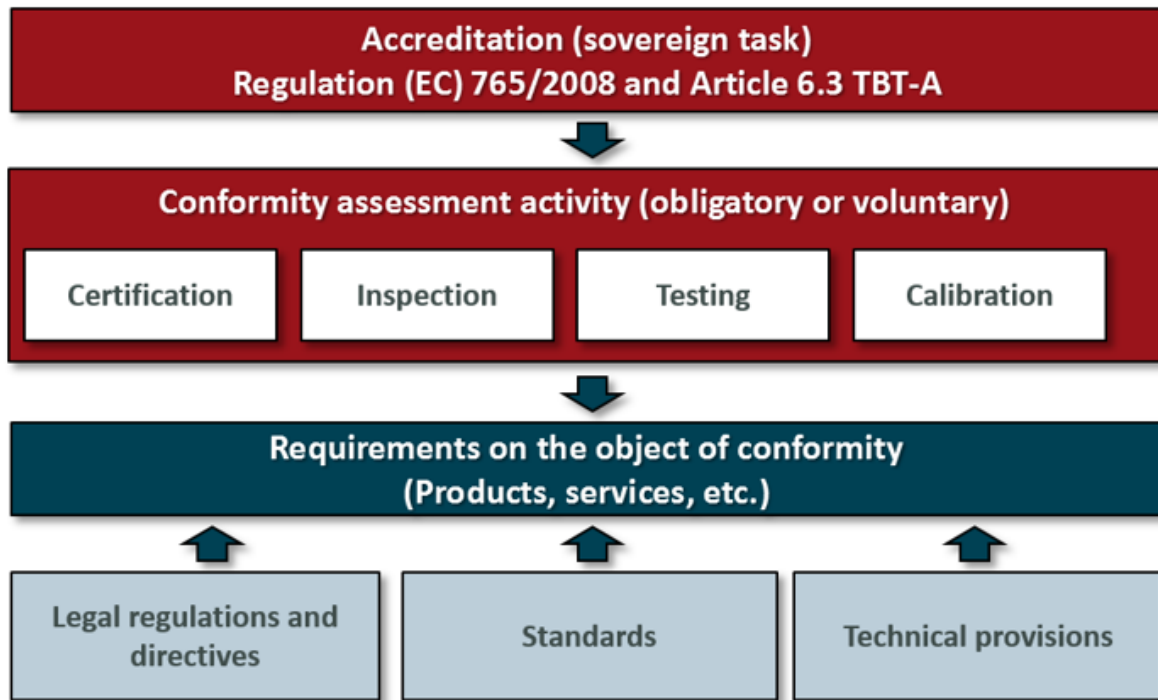 Accreditation (sovereign task)
Regulation (EC) 765/2008 and Article 6.3 TBT-A
Conformity assessment activity (obligatory or voluntary)
Certification
Inspection
Testing
Calibration
Requirements on the object of conformity
(Products, services, etc.)
Legal regulations and
directives
Standards
Technical provisions